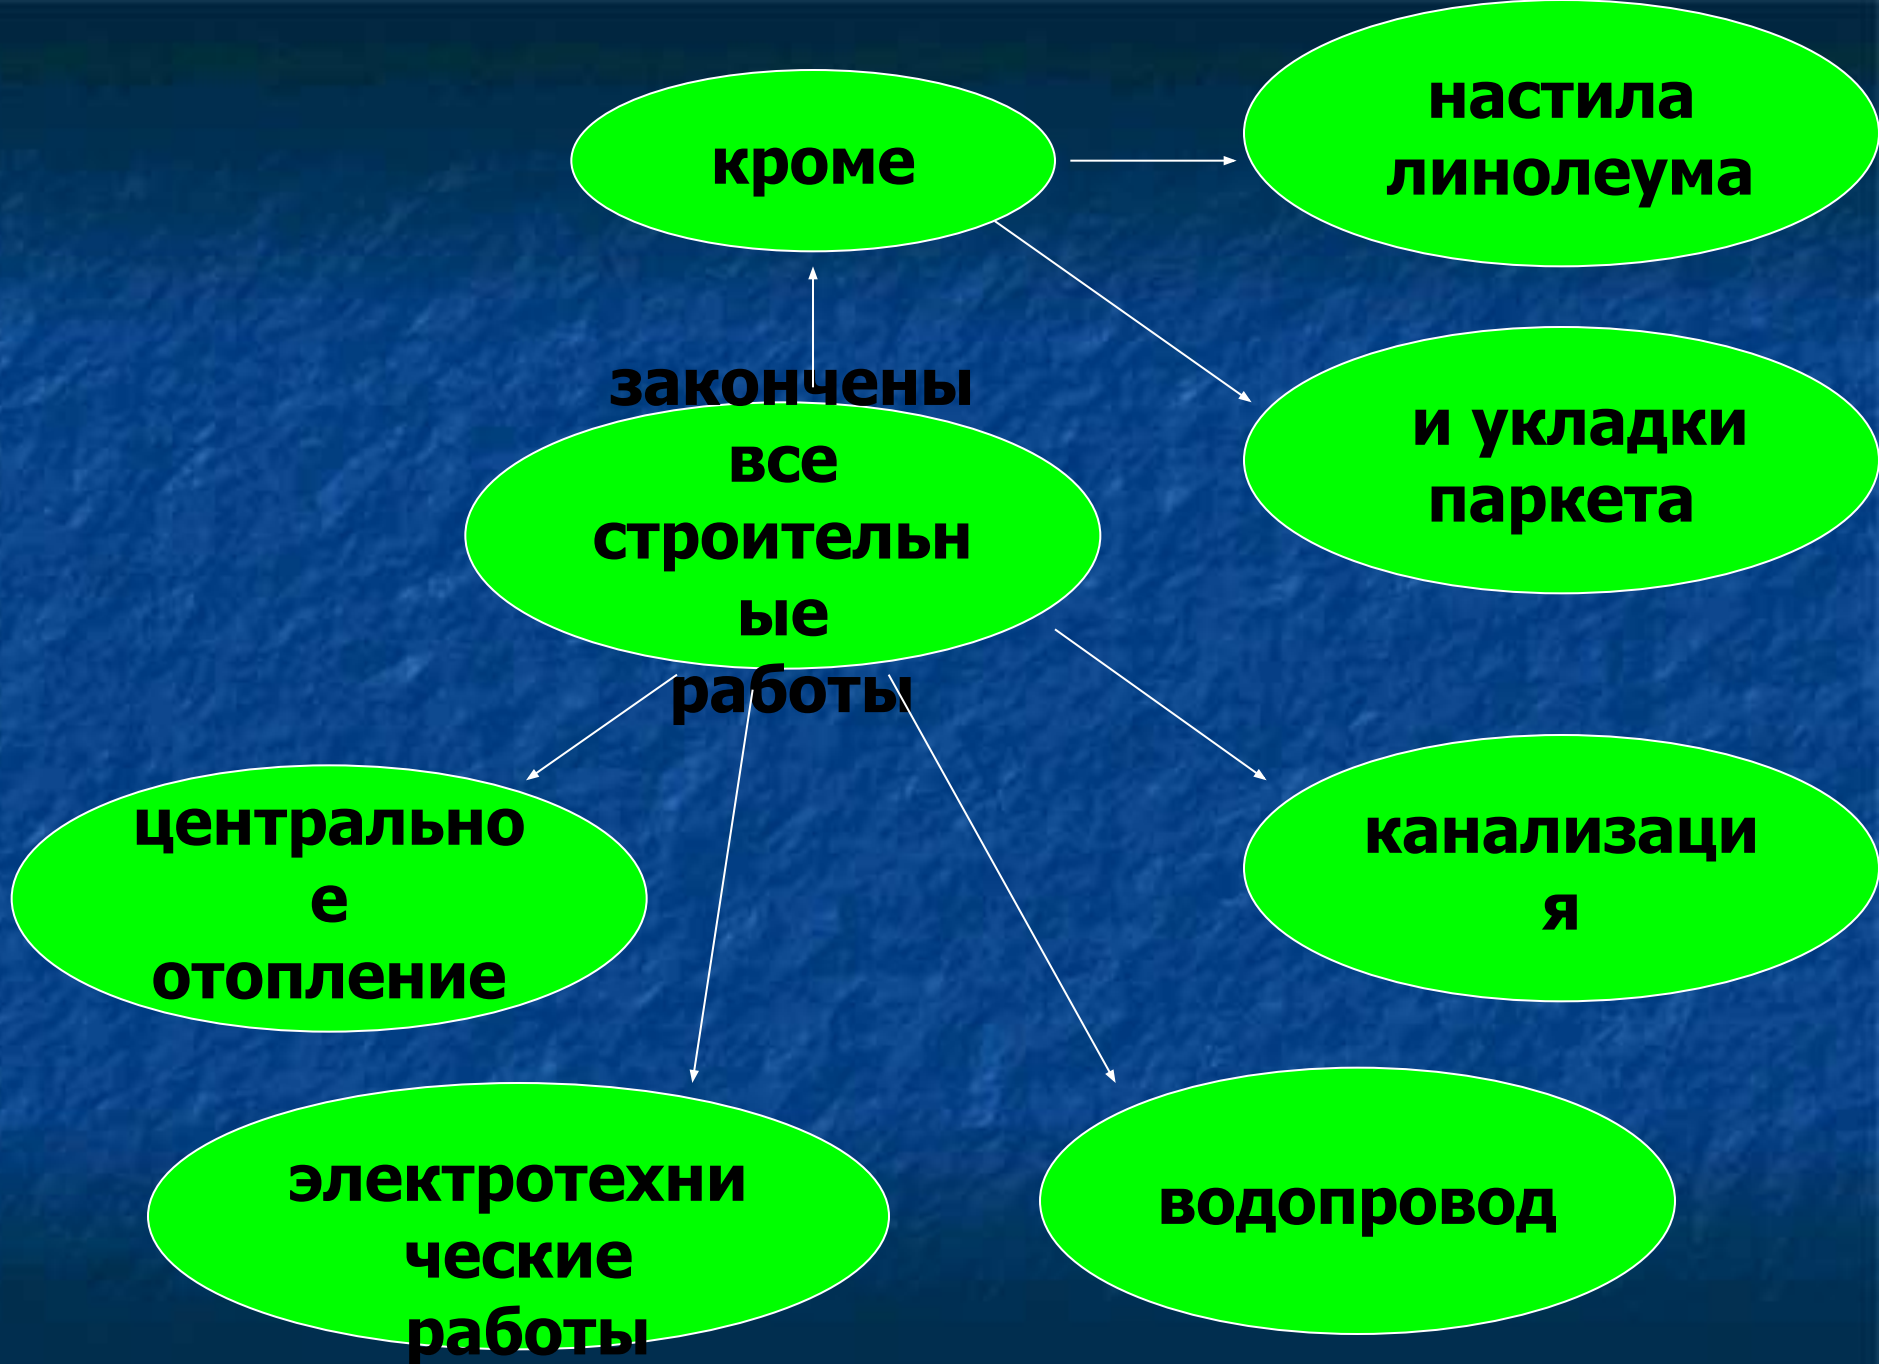 кроме
настила
линолеума
и укладки
паркета
закончены
все
строительн
ые
работы
центрально
е
отопление
канализаци
я
электротехни
ческие
работы
водопровод